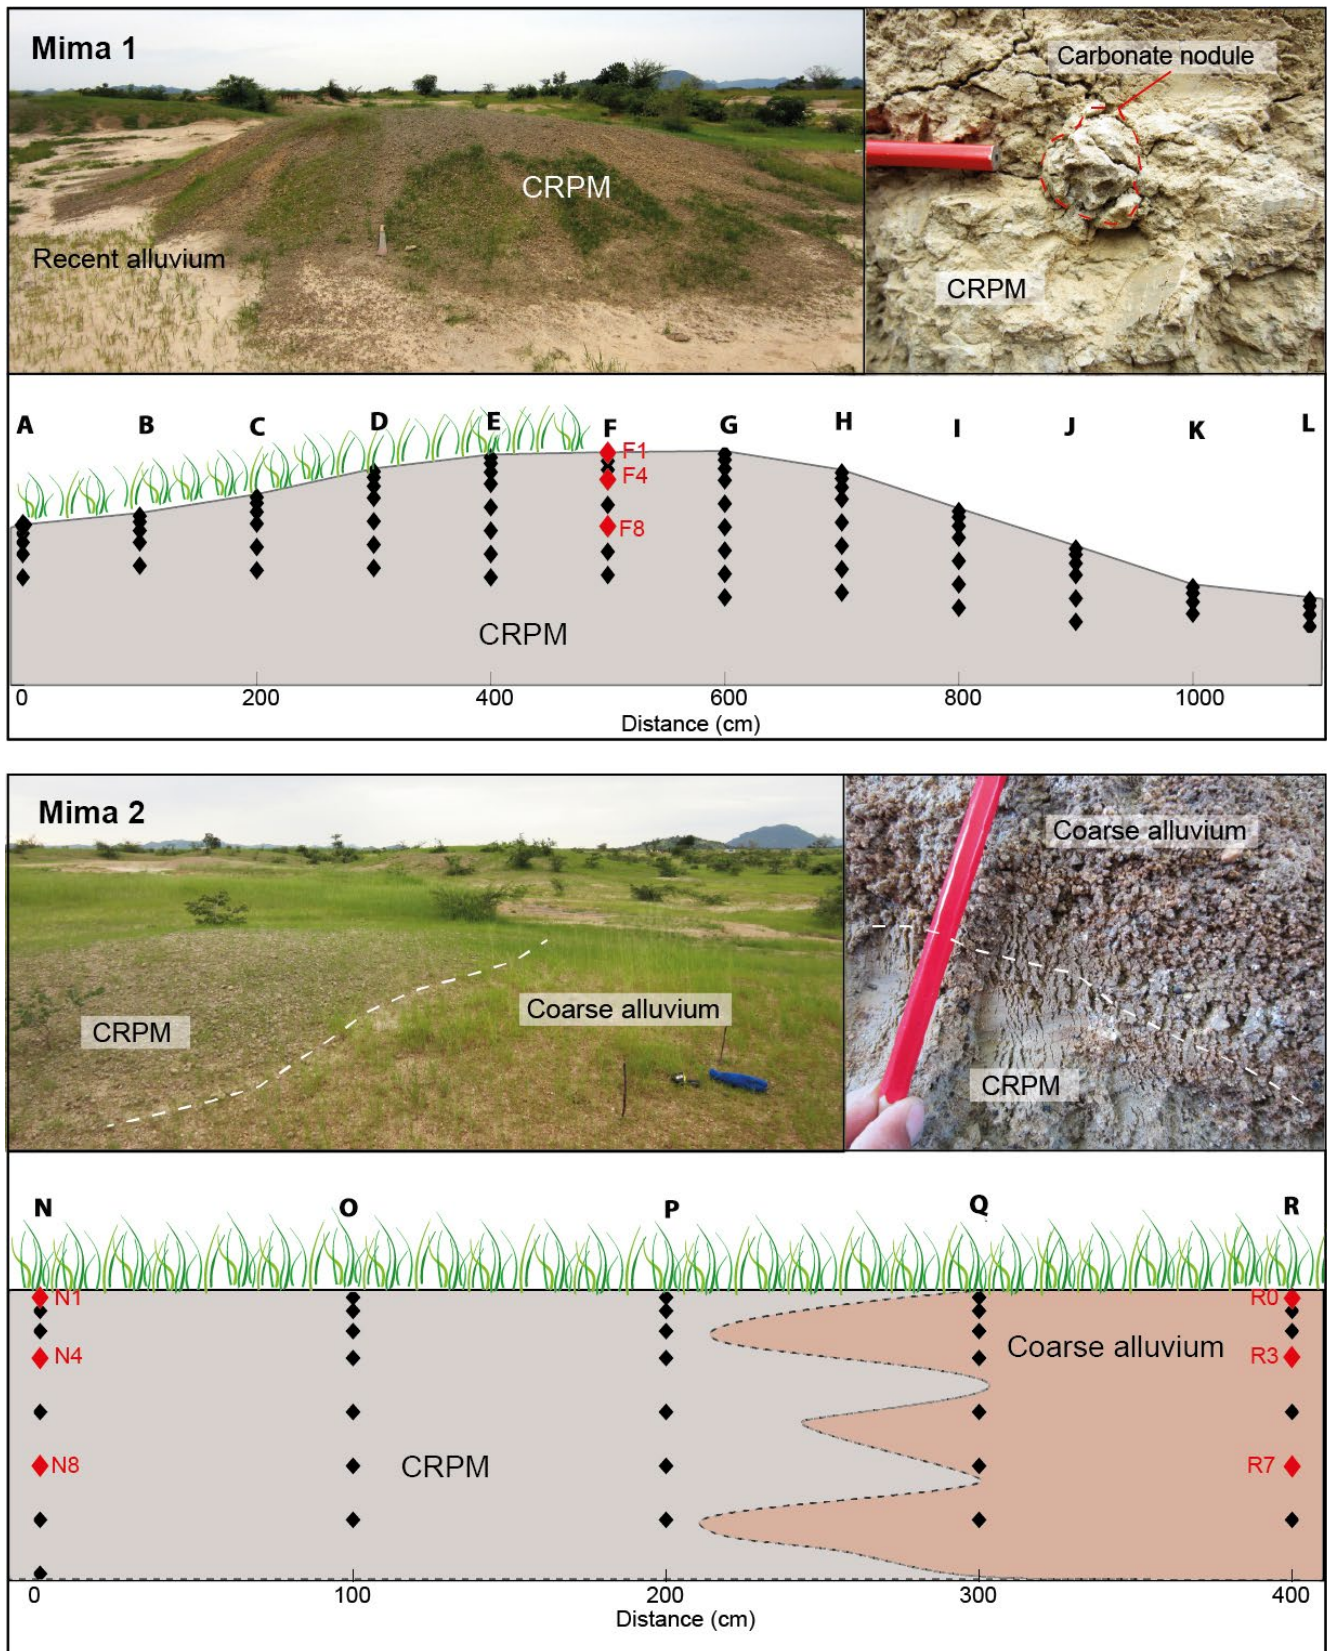 Mima 1
Carbonate nodule
CRPM
Recent alluvium
CRPM
A B C D E F G H I J K L
F1
F4
F8
CRPM
0 200 400 600 800 1000
Distance (cm)
Mima 2
Coarse alluvium
Coarse alluvium
CRPM
CRPM
N O P Q R
N1 R0
Coarse alluvium
N4 R3
N8 CRPM R7
0 100 200 300 400
Distance (cm)